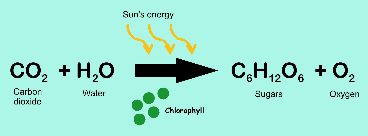 Sun's energy
CO₂ + H₂O C₆H₁₂O₆ + O₂
Carbon dioxide Water Chlorophyll Sugars Oxygen